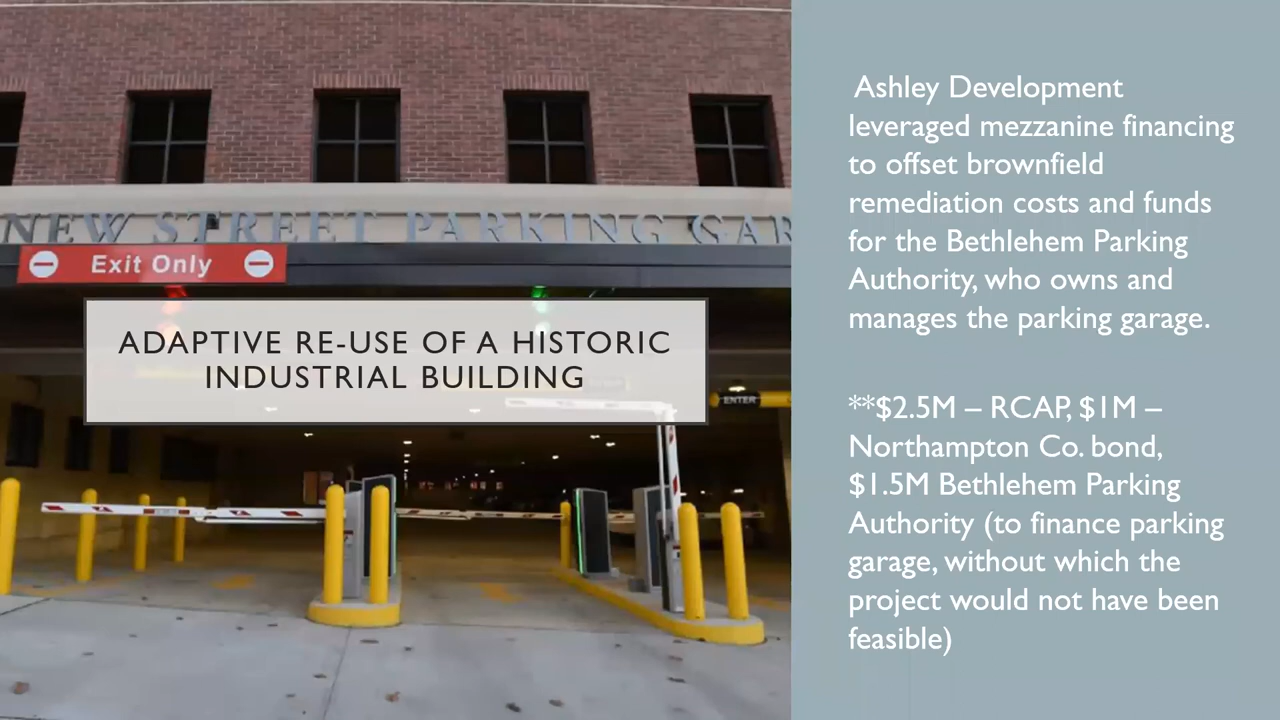 NEW STREET PARKING GAR
Exit Only
ADAPTIVE RE-USE OF A HISTORIC
INDUSTRIAL BUILDING
ENTER
Ashley Development
leveraged mezzanine financing
to offset brownfield
remediation costs and funds
for the Bethlehem Parking
Authority, who owns and
manages the parking garage.
**$2.5M – RCAP, $1M –
Northampton Co. bond,
$1.5M Bethlehem Parking
Authority (to finance parking
garage, without which the
project would not have been
feasible)